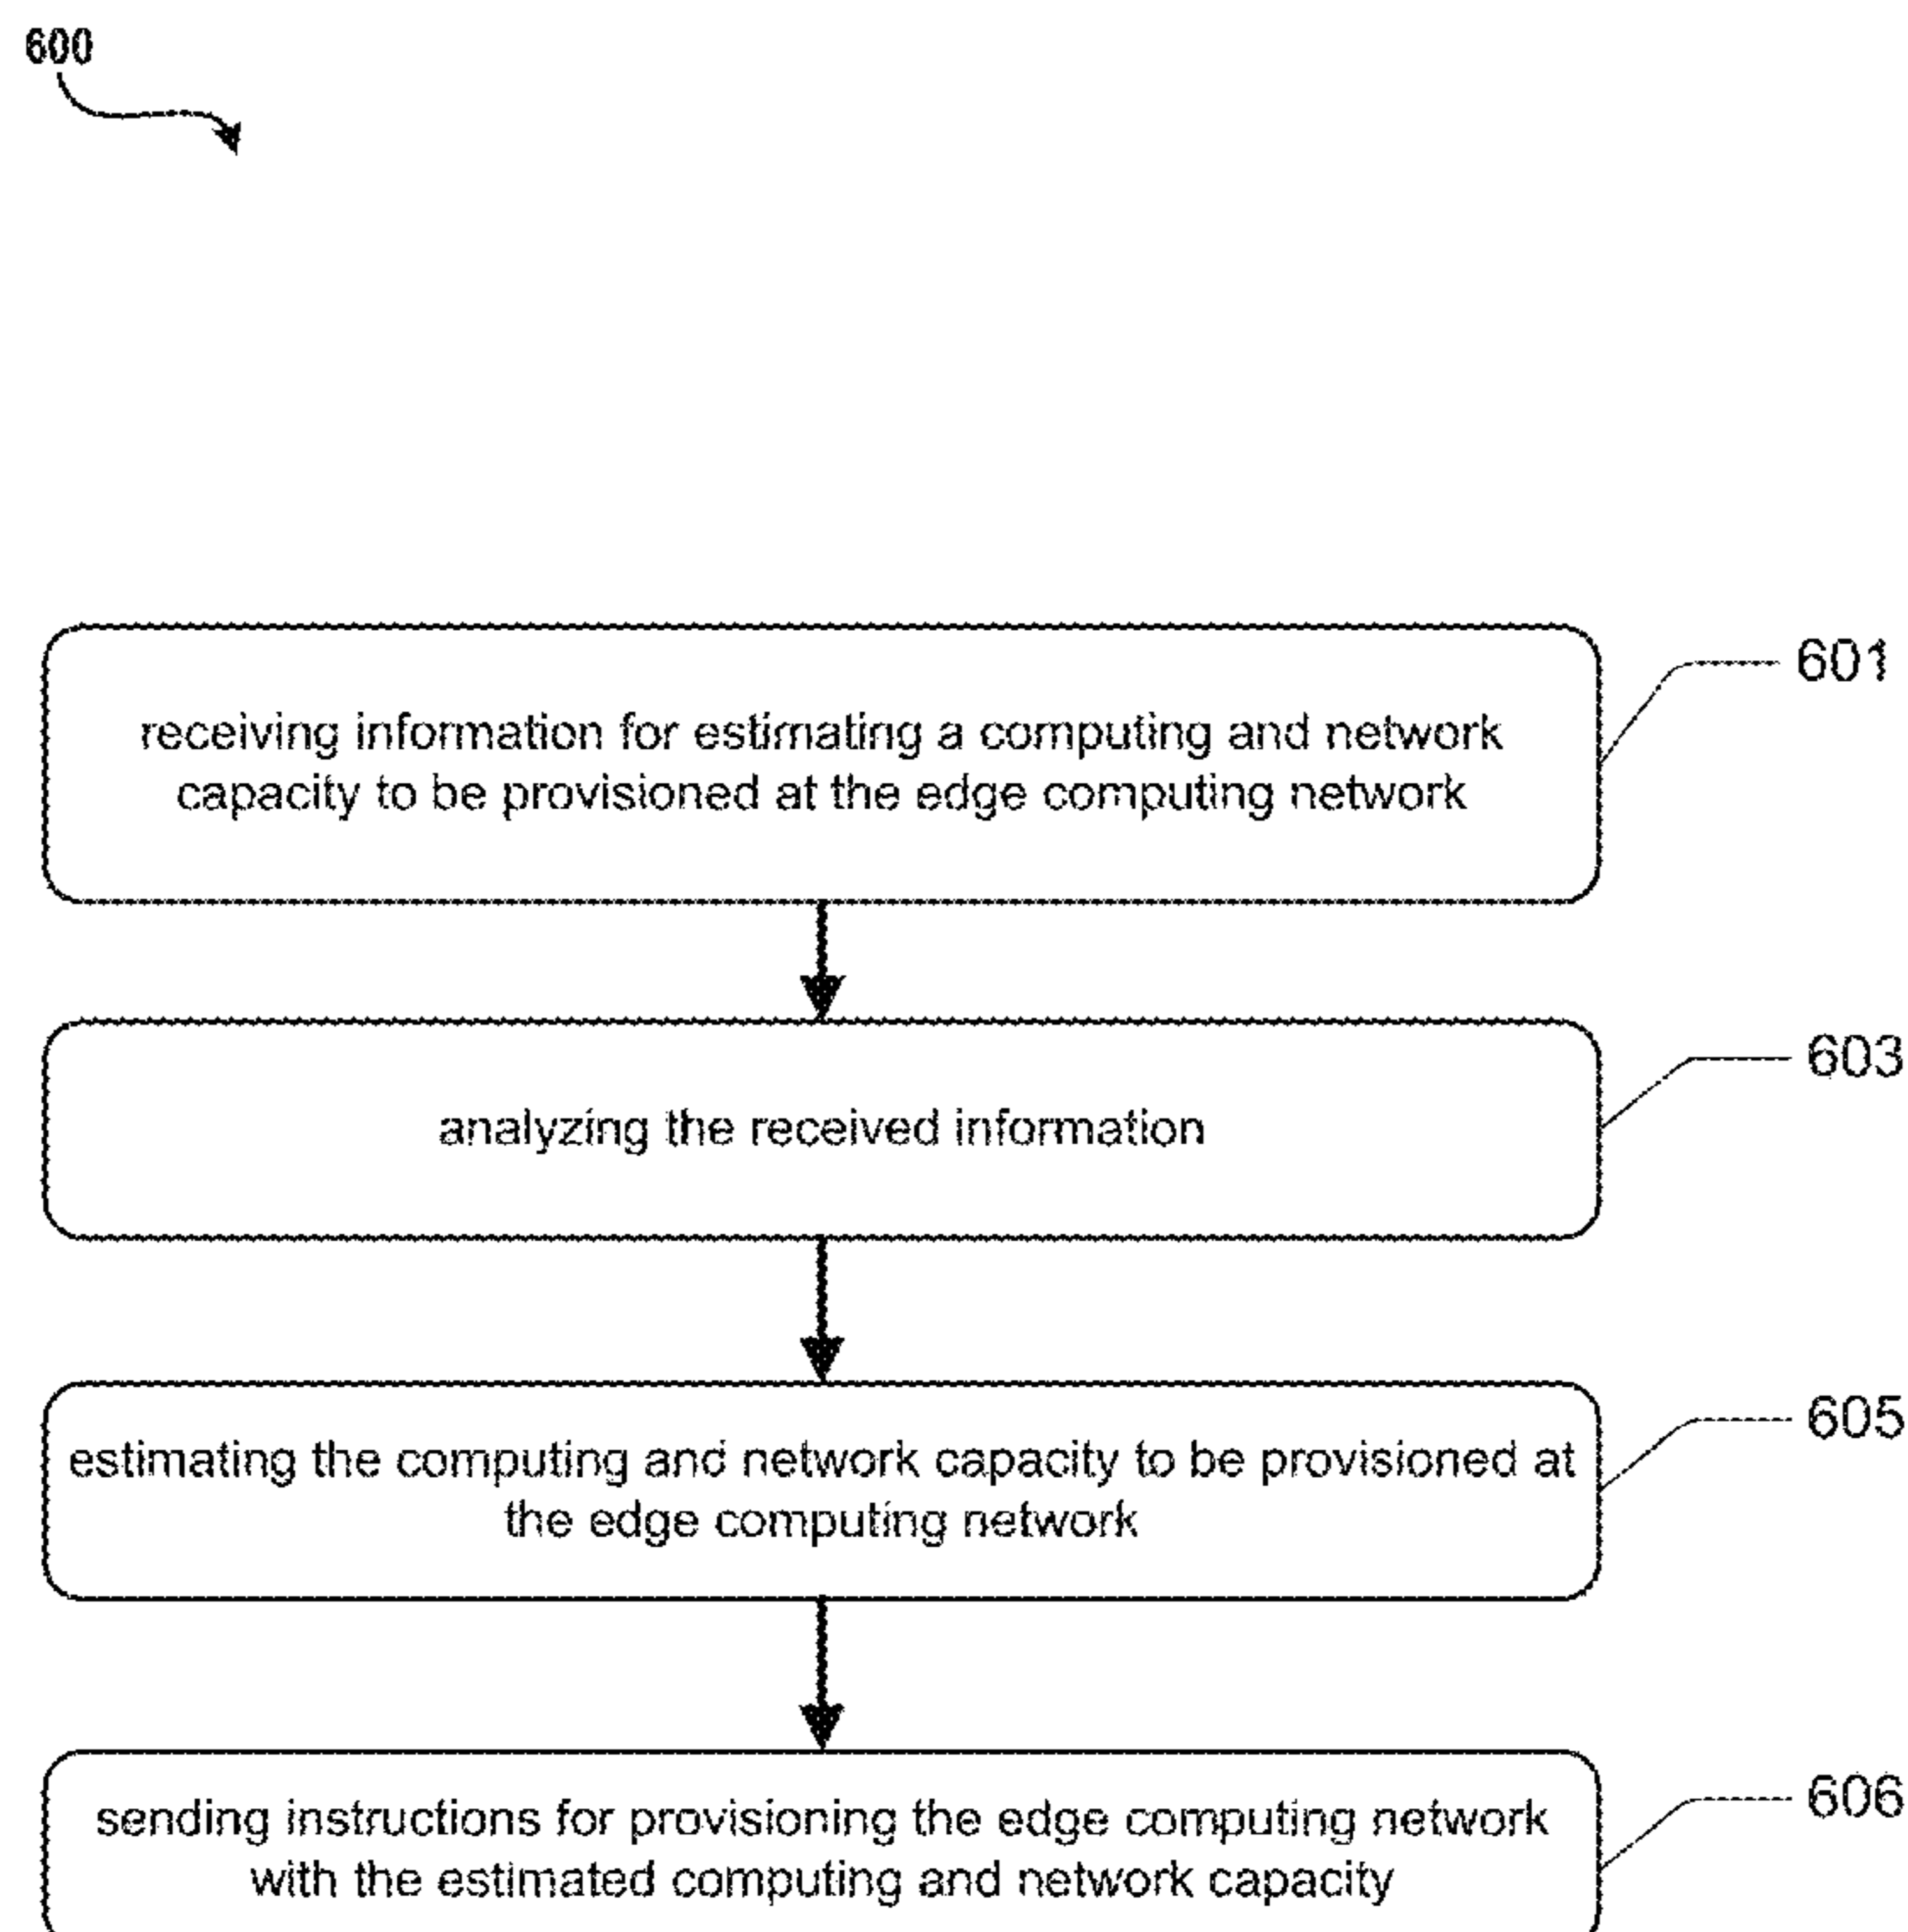 600
receiving information for estimating a computing and network
capacity to be provisioned at the edge computing network
601
analyzing the received information
603
estimating the computing and network capacity to be provisioned at
the edge computing network
605
sending instructions for provisioning the edge computing network
with the estimated computing and network capacity
606